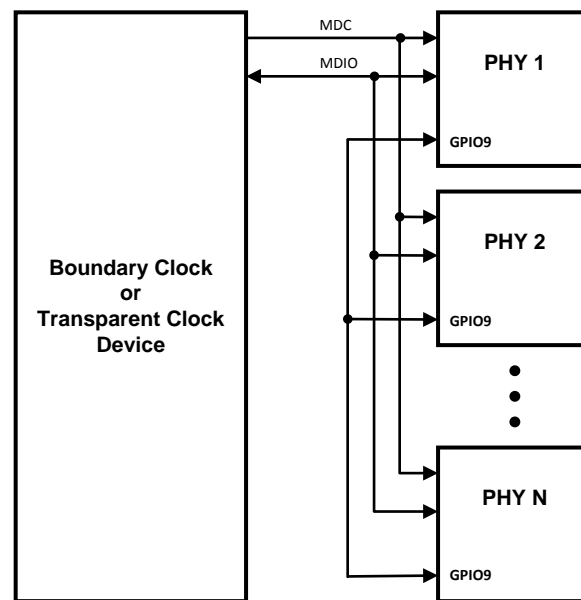 MDC
MDIO
PHY 1
GPIO9
PHY 2
GPIO9
Boundary Clock
or
Transparent Clock
Device
PHY N
GPIO9